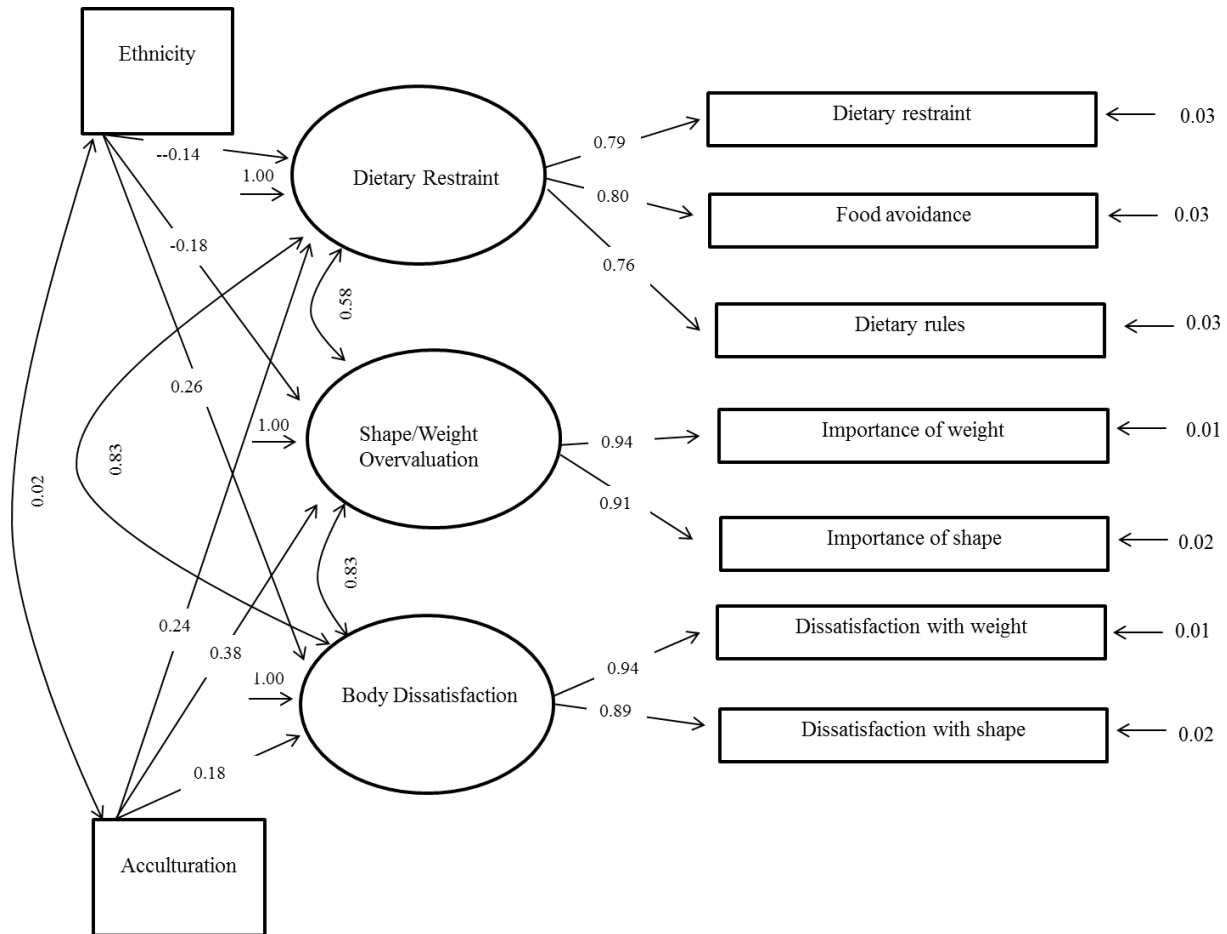 Ethnicity
Dietary restraint
0.03
0.79
--0.14
1.00
Dietary Restraint
0.80
Food avoidance
0.03
-0.18
0.76
0.58
Dietary rules
0.03
0.26
1.00
Shape/Weight
Overvaluation
0.94
Importance of weight
0.01
0.83
0.02
0.91
Importance of shape
0.02
0.83
0.24
0.38
Dissatisfaction with weight
0.01
0.94
1.00
Body Dissatisfaction
0.89
Dissatisfaction with shape
0.02
0.18
Acculturation